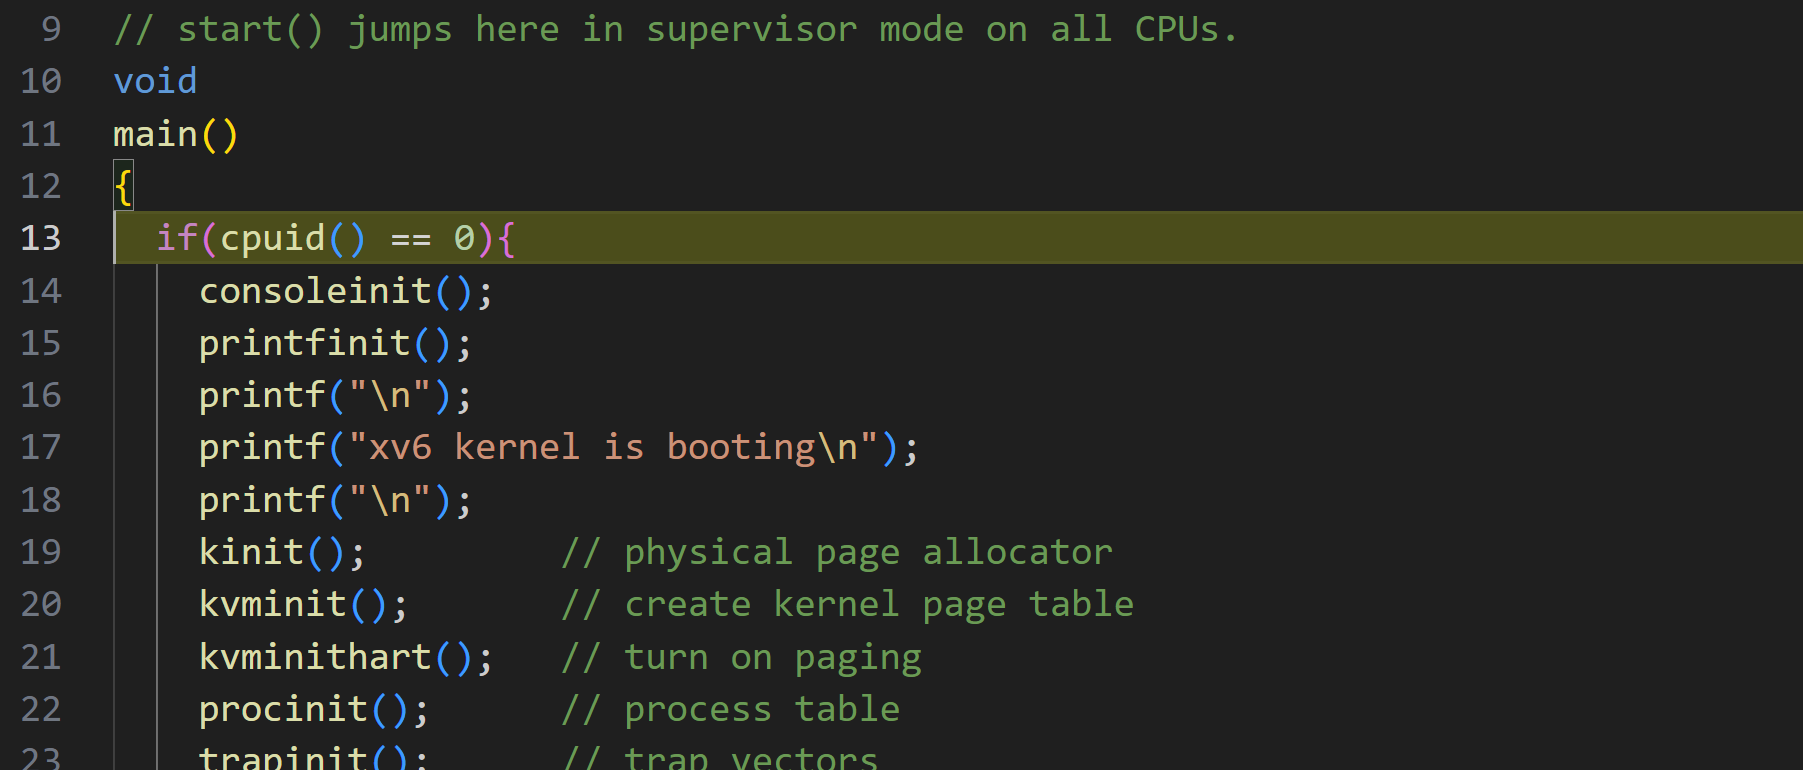 9 // start() jumps here in supervisor mode on all CPUs.
10 void
11 main()
12 {
13   if(cpuid() == 0){
14     consoleinit();
15     printfinit();
16     printf("\n");
17     printf("xv6 kernel is booting\n");
18     printf("\n");
19     kinit();         // physical page allocator
20     kvminit();       // create kernel page table
21     kvminithart();   // turn on paging
22     procinit();      // process table
23     trapinit();      // trap vectors